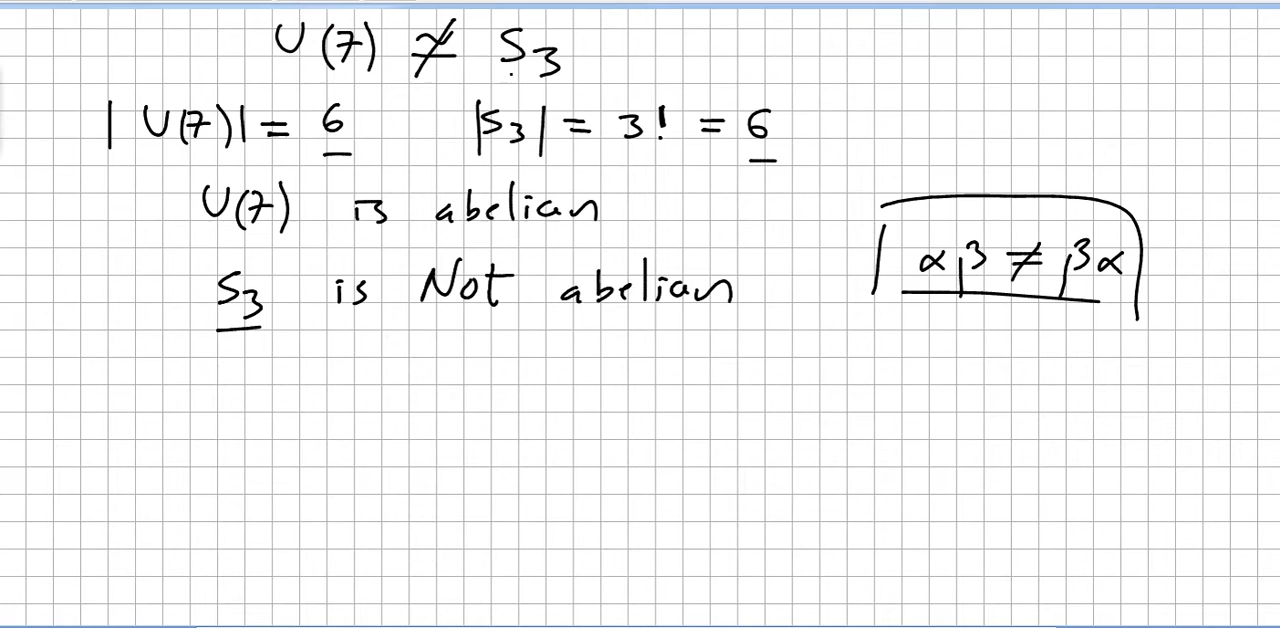 U(7) ≄ S3
|U(7)| = 6 |S3| = 3! = 6
U(7) is abelian
S3 is Not abelian
αβ ≠ βα